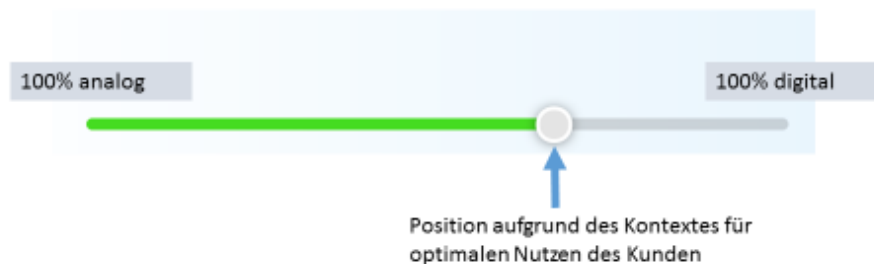 100% analog
100% digital
Position aufgrund des Kontextes für
optimalen Nutzen des Kunden